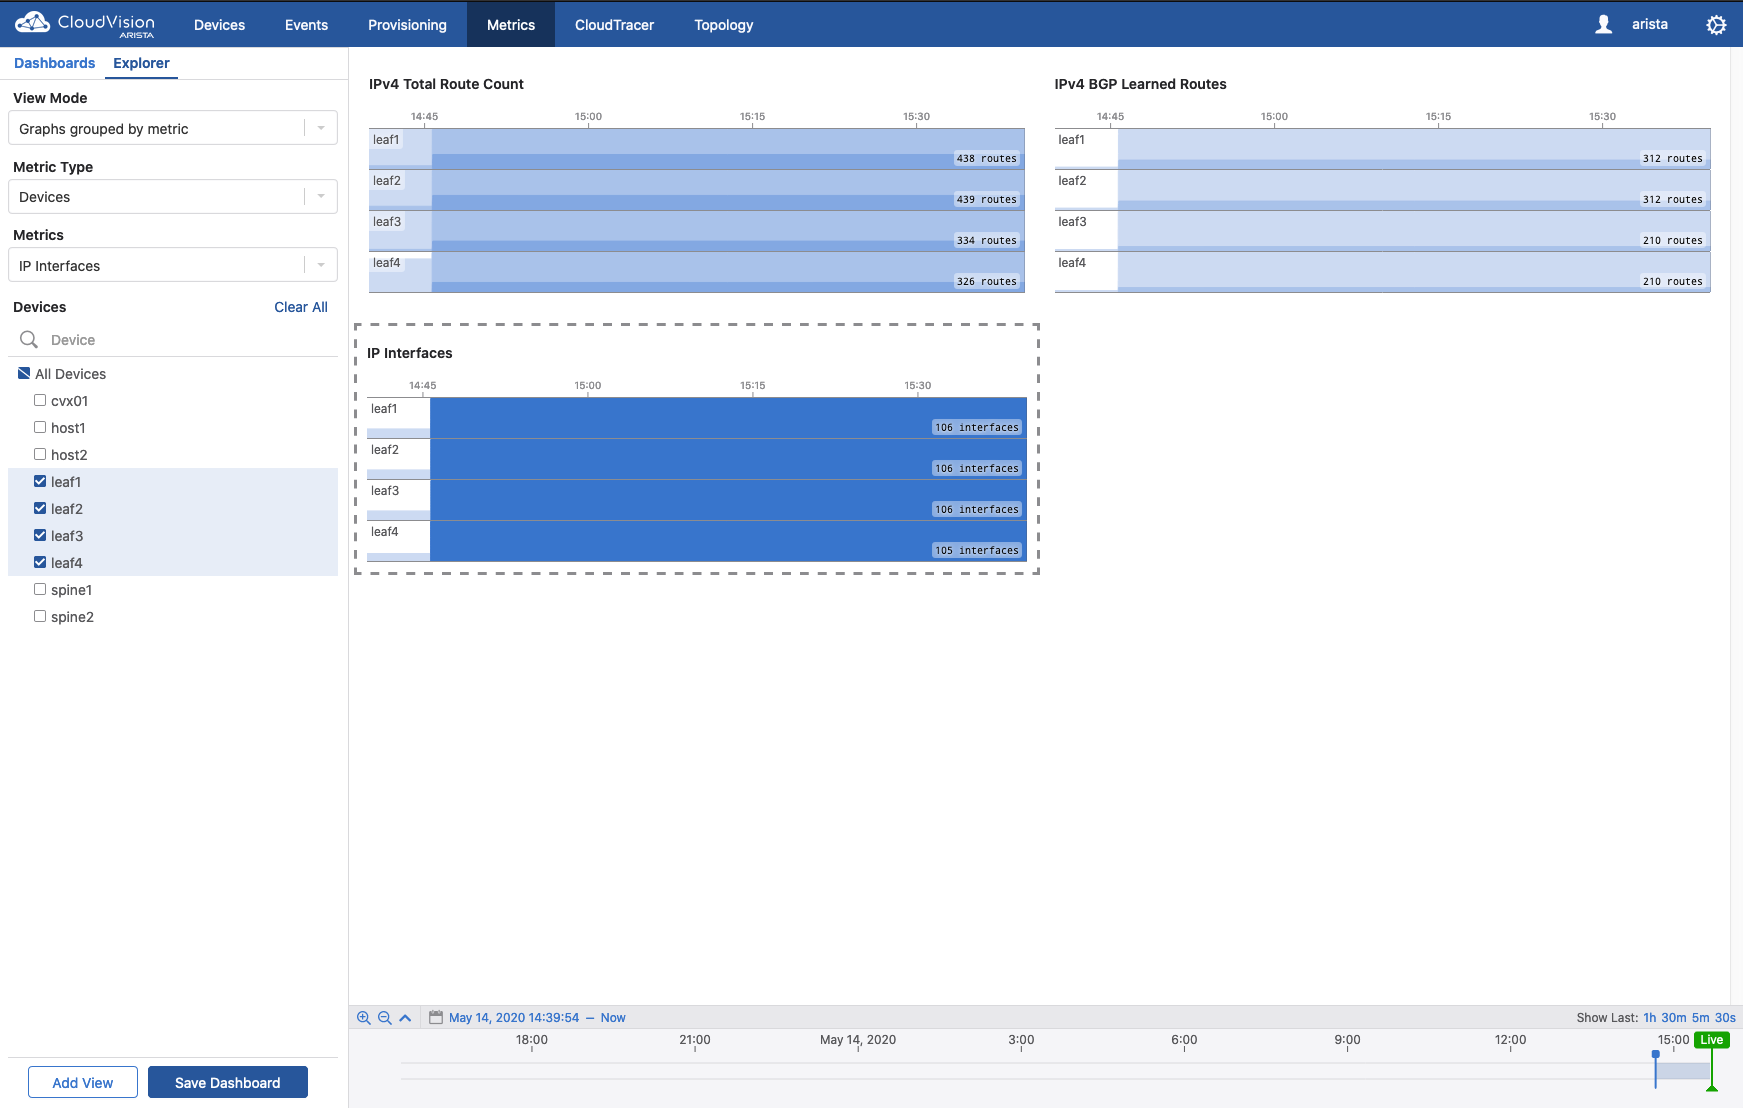 CloudVision
ARISTA
Devices
Events
Provisioning
Metrics
CloudTracer
Topology
arista
Dashboards
Explorer
View Mode
Graphs grouped by metric
Metric Type
Devices
Metrics
IP Interfaces
Devices
Clear All
Device
All Devices
cvx01
host1
host2
leaf1
leaf2
leaf3
leaf4
spine1
spine2
Add View
Save Dashboard
IPv4 Total Route Count
14:45 15:00 15:15 15:30
leaf1
438 routes
leaf2
439 routes
leaf3
334 routes
leaf4
326 routes
IPv4 BGP Learned Routes
14:45 15:00 15:15 15:30
leaf1
312 routes
leaf2
312 routes
leaf3
210 routes
leaf4
210 routes
IP Interfaces
14:45 15:00 15:15 15:30
leaf1
106 interfaces
leaf2
106 interfaces
leaf3
106 interfaces
leaf4
105 interfaces
May 14, 2020 14:39:54 – Now
Show Last: 1h 30m 5m 30s
18:00 21:00 May 14, 2020 3:00 6:00 9:00 12:00 15:00 Live